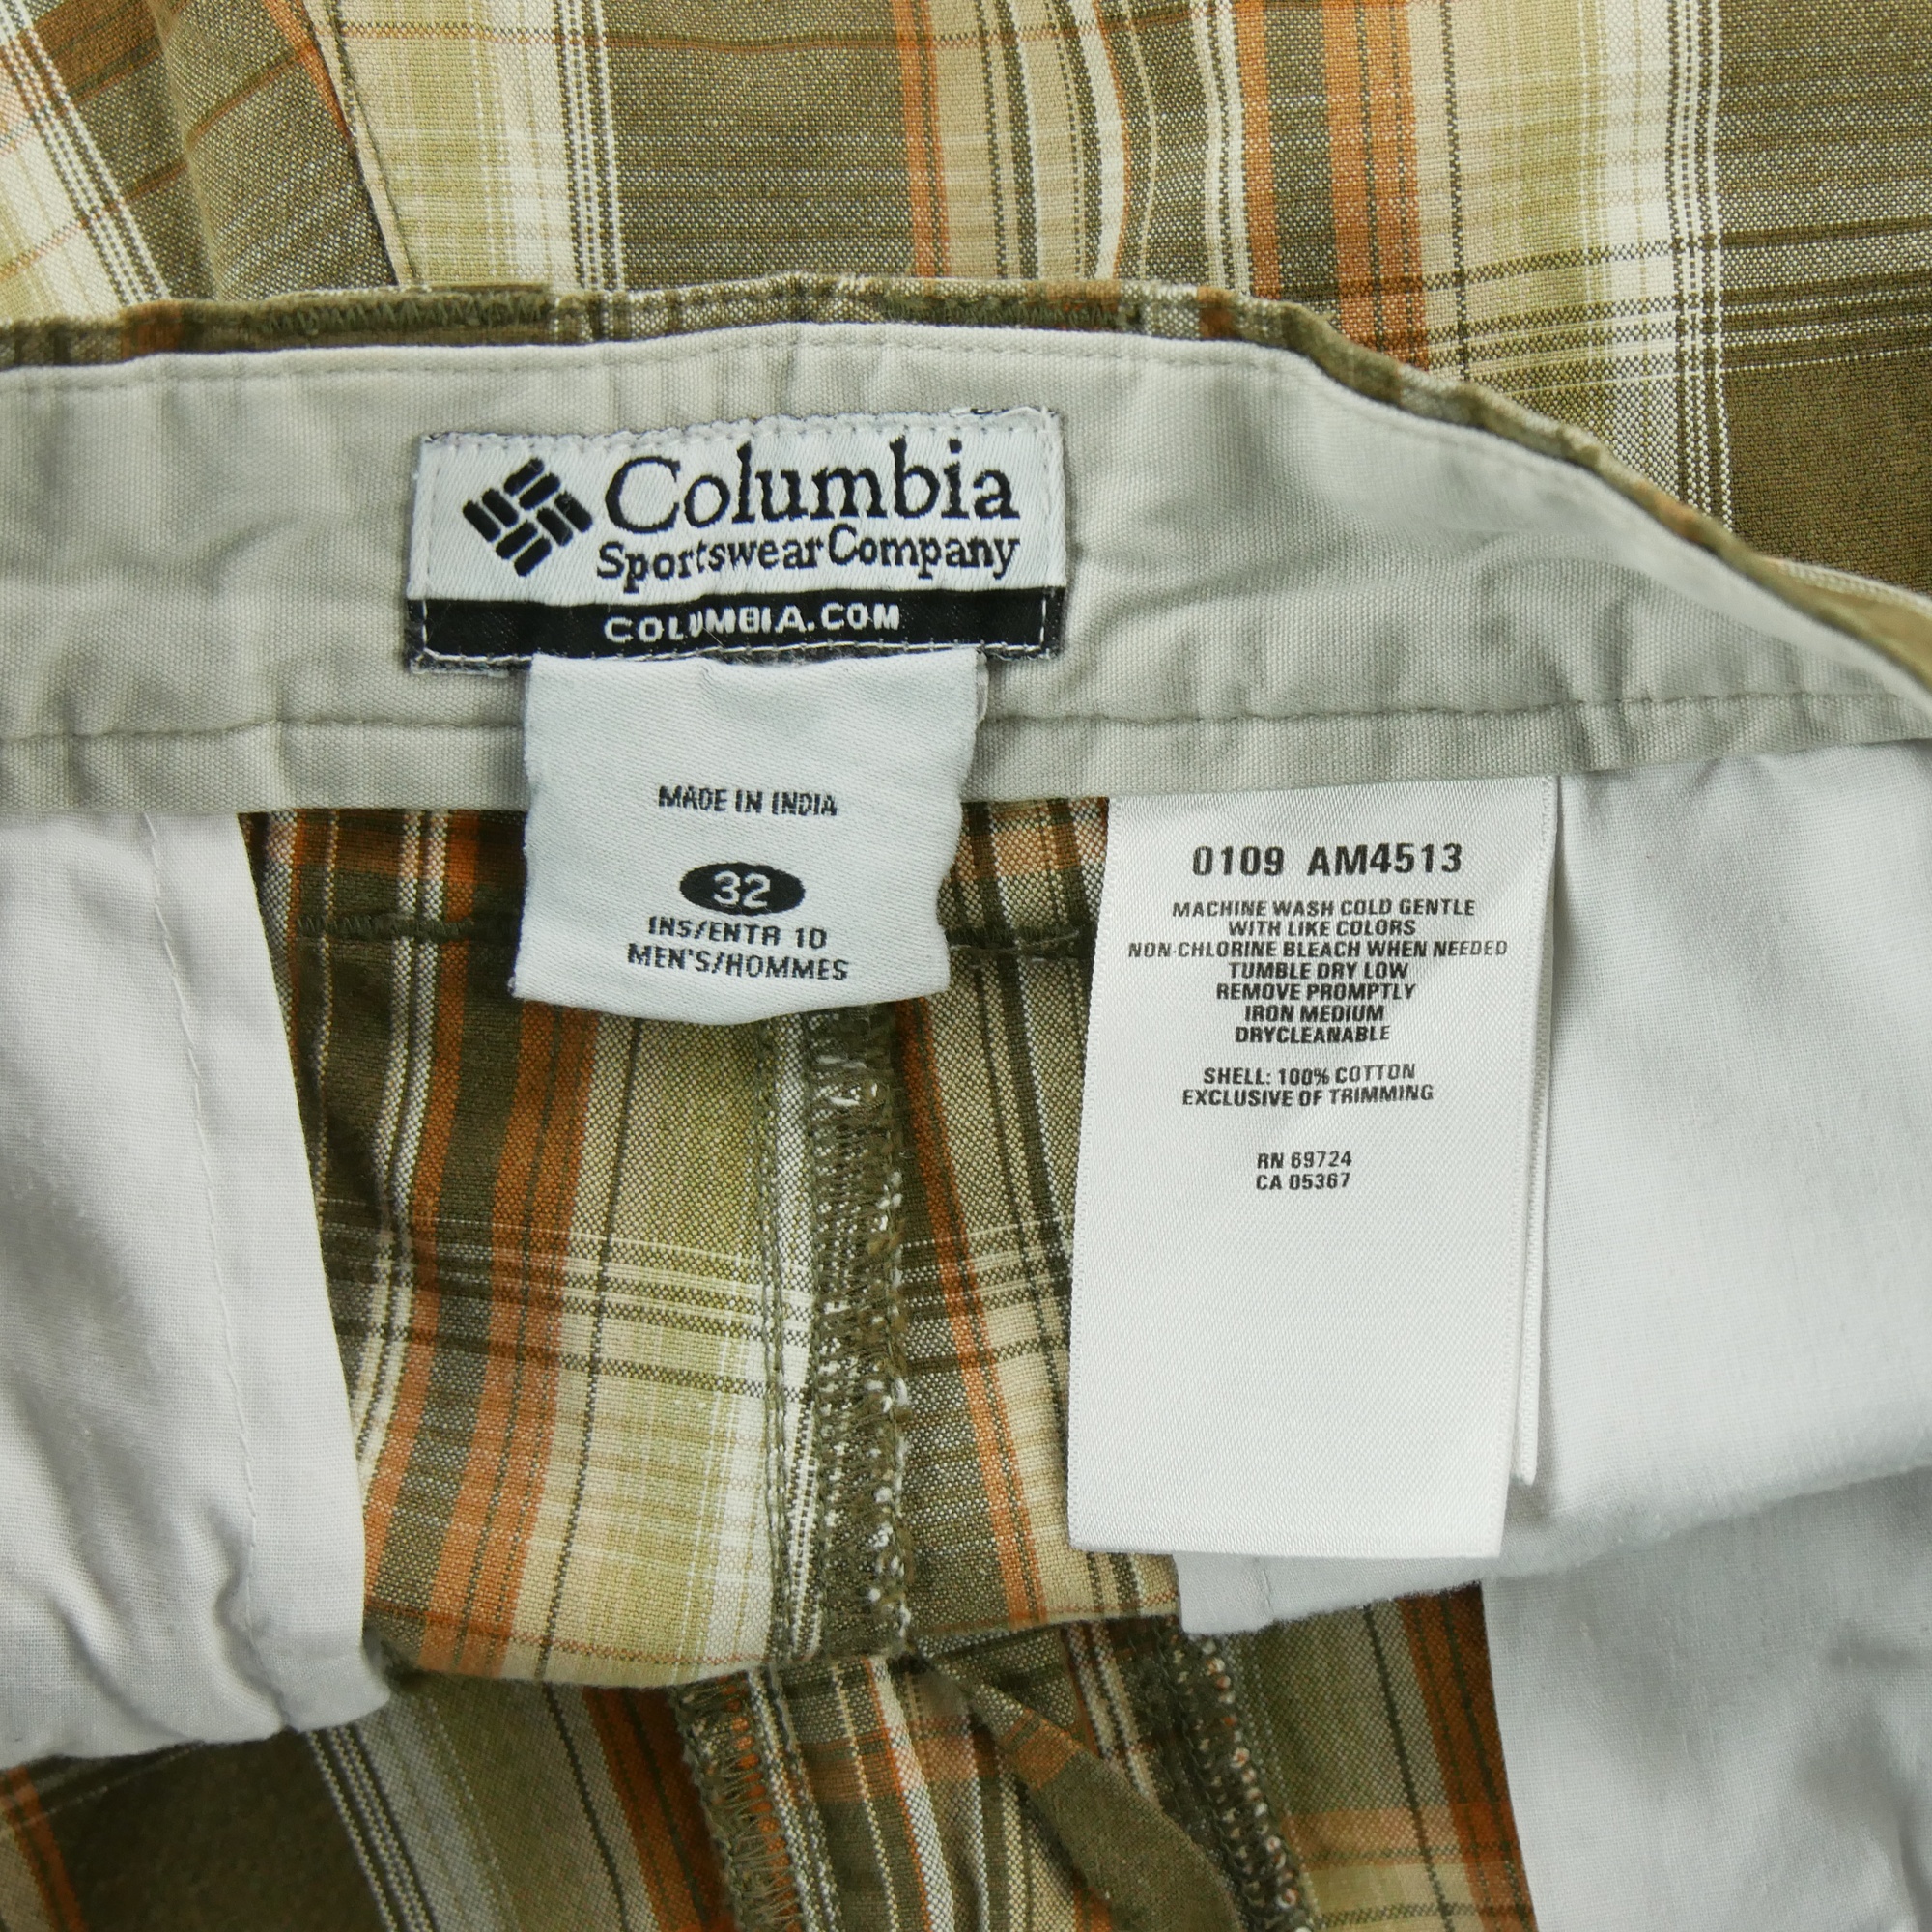 Columbia
Sportswear Company
COLUMBIA.COM
MADE IN INDIA
32
INS/ENTR 10
MEN'S/HOMMES
0109 AM4513
MACHINE WASH COLD GENTLE
WITH LIKE COLORS
NON-CHLORINE BLEACH WHEN NEEDED
TUMBLE DRY LOW
REMOVE PROMPTLY
IRON MEDIUM
DRYCLEANABLE
SHELL: 100% COTTON
EXCLUSIVE OF TRIMMING
RN 69724
CA 05367